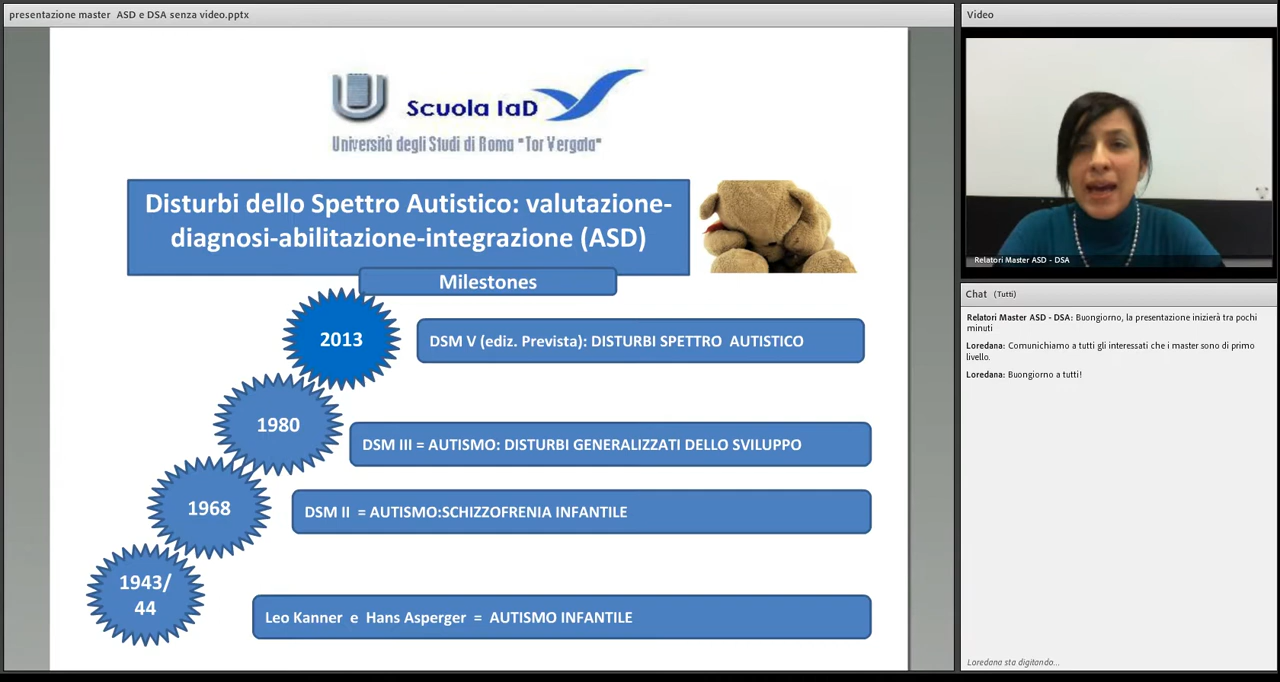 presentazione master ASD e DSA senza video.pptx
Scuola IaD
Università degli Studi di Roma "Tor Vergata"
Disturbi dello Spettro Autistico: valutazione-
diagnosi-abilitazione-integrazione (ASD)
Milestones
2013
DSM V (ediz. Prevista): DISTURBI SPETTRO AUTISTICO
1980
DSM III = AUTISMO: DISTURBI GENERALIZZATI DELLO SVILUPPO
1968
DSM II = AUTISMO:SCHIZZOFRENIA INFANTILE
1943/
44
Leo Kanner e Hans Asperger = AUTISMO INFANTILE
Video
Relatori Master ASD - DSA
Chat (Tutti)
Relatori Master ASD - DSA: Buongiorno, la presentazione inizierà tra pochi
minuti
Loredana: Comunichiamo a tutti gli interessati che i master sono di primo
livello.
Loredana: Buongiorno a tutti!
Loredana sta digitando...